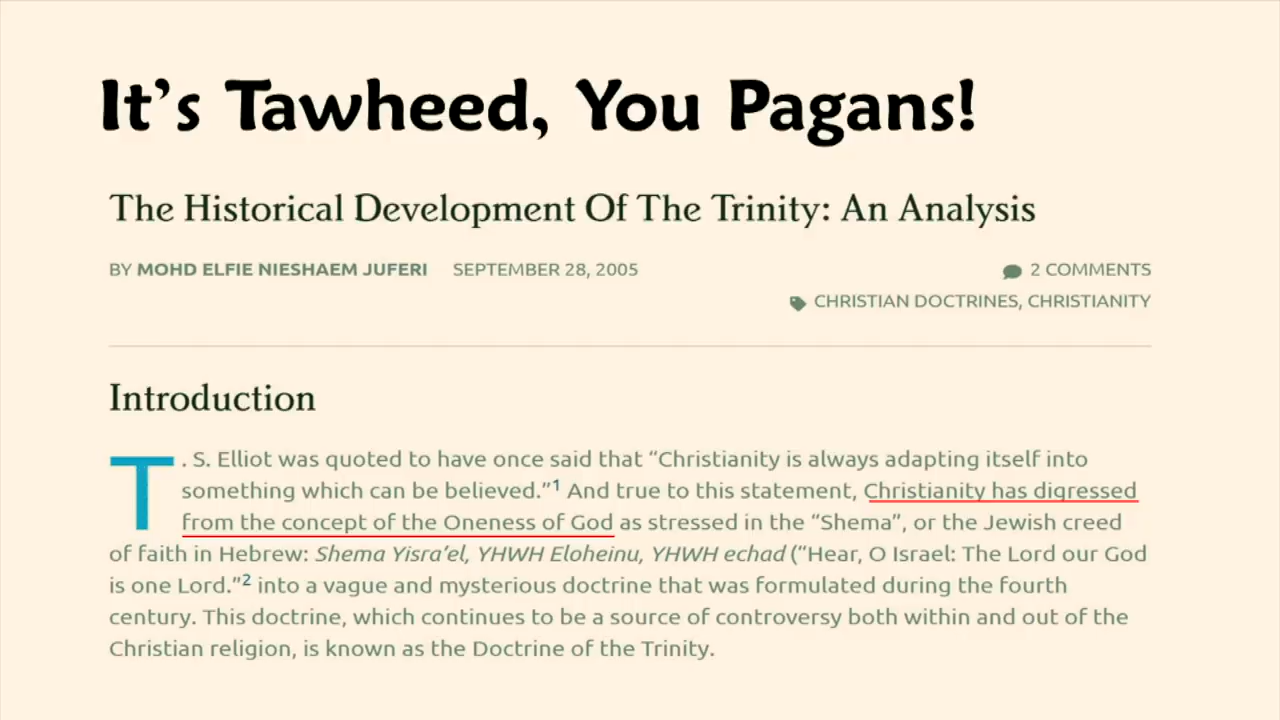 It's Tawheed, You Pagans!
The Historical Development Of The Trinity: An Analysis
BY MOHD ELFIE NIESHAEM JUFERI SEPTEMBER 28, 2005 2 COMMENTS
CHRISTIAN DOCTRINES, CHRISTIANITY
Introduction
T. S. Elliot was quoted to have once said that “Christianity is always adapting itself into
something which can be believed.”1 And true to this statement, Christianity has digressed
from the concept of the Oneness of God as stressed in the “Shema”, or the Jewish creed
of faith in Hebrew: Shema Yisra’el, YHWH Eloheinu, YHWH echad (“Hear, O Israel: The Lord our God
is one Lord.”2 into a vague and mysterious doctrine that was formulated during the fourth
century. This doctrine, which continues to be a source of controversy both within and out of the
Christian religion, is known as the Doctrine of the Trinity.